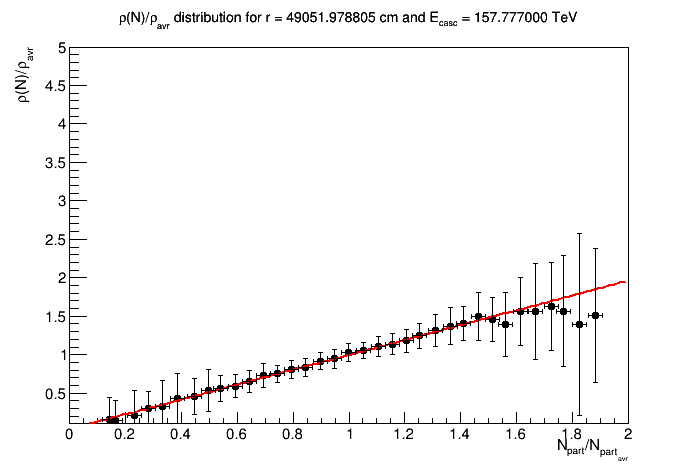 ρ(N)/ρavr distribution for r = 49051.978805 cm and Ecasc = 157.777000 TeV
ρ(N)/ρavr
5
4.5
4
3.5
3
2.5
2
1.5
1
0.5
0 0.2 0.4 0.6 0.8 1 1.2 1.4 1.6 1.8 2
Npart/Npartavr